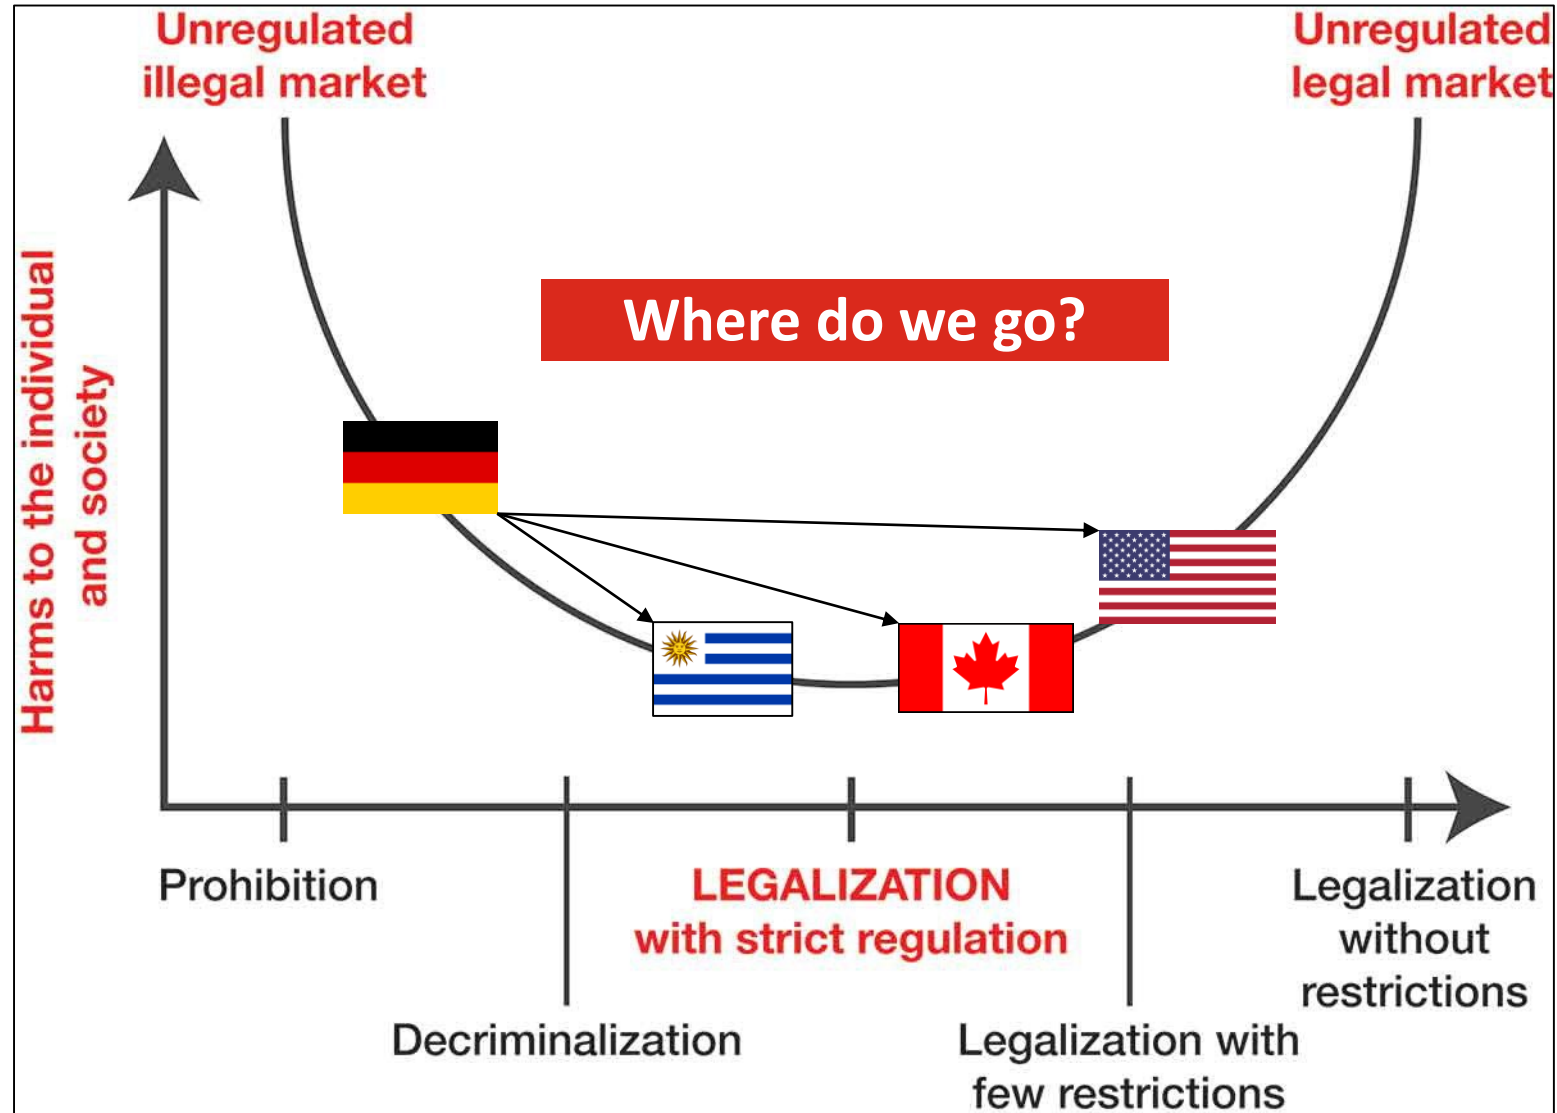 Unregulated
illegal market
Unregulated
legal market
Where do we go?
Harms to the individual
and society
Prohibition
LEGALIZATION
with strict regulation
Legalization
without
restrictions
Decriminalization
Legalization with
few restrictions